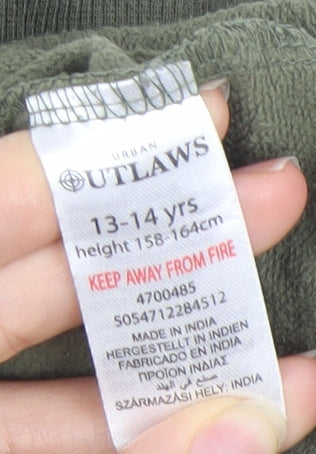 URBAN
OUTLAWS
13-14 yrs
height 158-164cm
KEEP AWAY FROM FIRE
4700485
5054712284512
MADE IN INDIA
HERGESTELLT IN INDIEN
FABRICADO EN INDIA
ΠΡΟΪΟΝ ΙΝΔΙΑΣ
صنع في الهند
SZÁRMAZÁSI HELY: INDIA